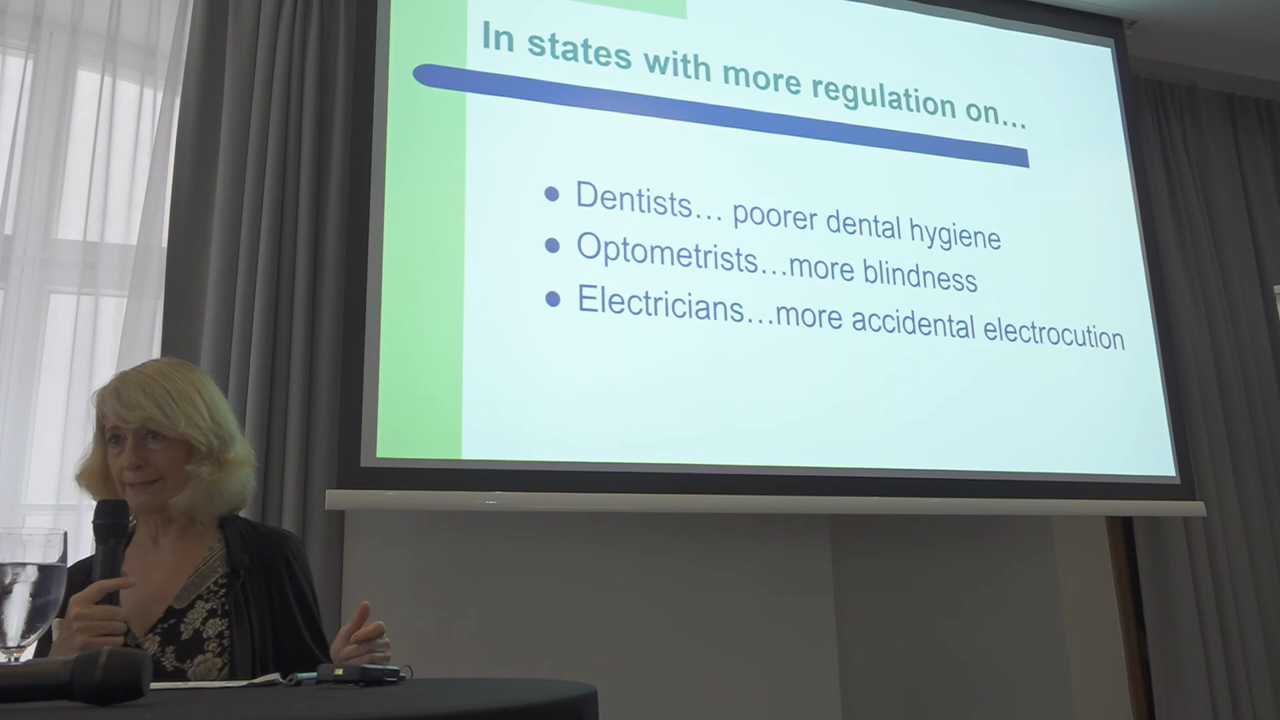 In states with more regulation on…
● Dentists… poorer dental hygiene
● Optometrists…more blindness
● Electricians…more accidental electrocution